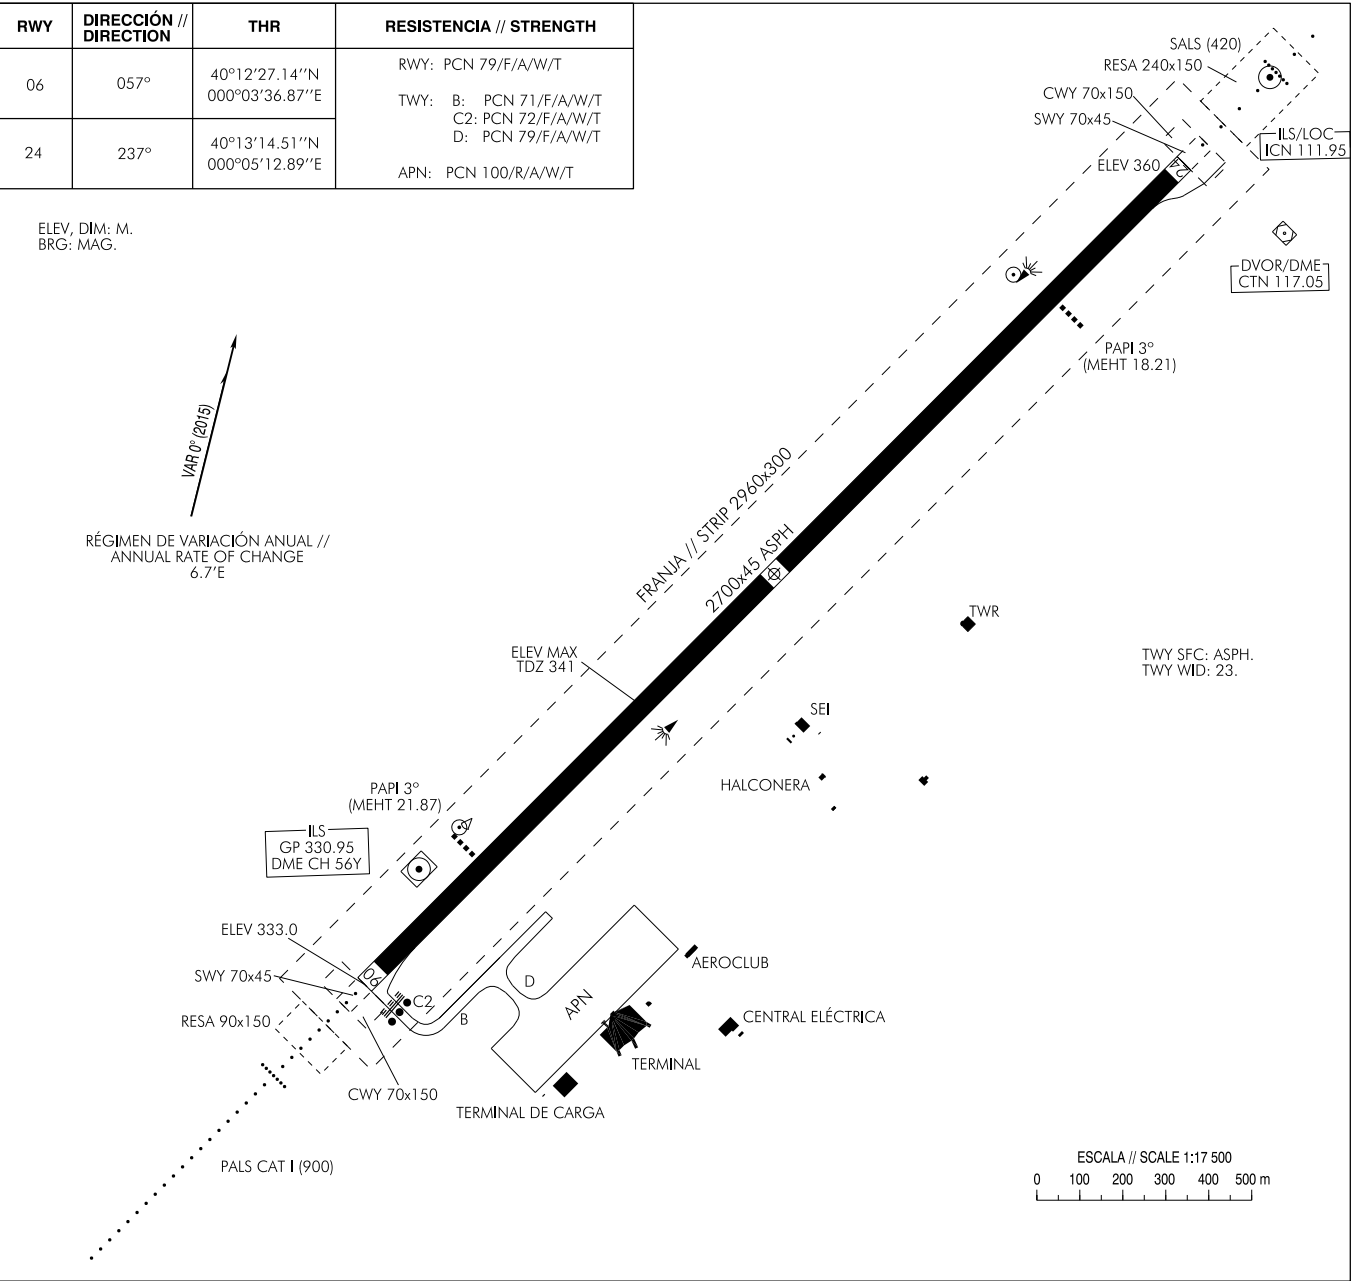 RWY
DIRECCIÓN //
DIRECTION
THR
RESISTENCIA // STRENGTH
06
057°
40°12'27.14''N
000°03'36.87''E
24
237°
40°13'14.51''N
000°05'12.89''E
RWY: PCN 79/F/A/W/T
TWY: B: PCN 71/F/A/W/T
C2: PCN 72/F/A/W/T
D: PCN 79/F/A/W/T
APN: PCN 100/R/A/W/T
ELEV, DIM: M.
BRG: MAG.
SALS (420)
RESA 240x150
CWY 70x150
SWY 70x45
ELEV 360
ILS/LOC
ICN 111.95
24
DVOR/DME
CTN 117.05
PAPI 3°
(MEHT 18.21)
VAR 0° (2015)
RÉGIMEN DE VARIACIÓN ANUAL //
ANNUAL RATE OF CHANGE
6.7'E
FRANJA // STRIP 2960x300
2700x45 ASPH
TWR
ELEV MAX
TDZ 341
TWY SFC: ASPH.
TWY WID: 23.
SEI
HALCONERA
PAPI 3°
(MEHT 21.87)
ILS
GP 330.95
DME CH 56Y
ELEV 333.0
SWY 70x45
06
RESA 90x150
C2
B
D
APN
AEROCLUB
CENTRAL ELÉCTRICA
TERMINAL
CWY 70x150
TERMINAL DE CARGA
PALS CAT I (900)
ESCALA // SCALE 1:17 500
0 100 200 300 400 500 m